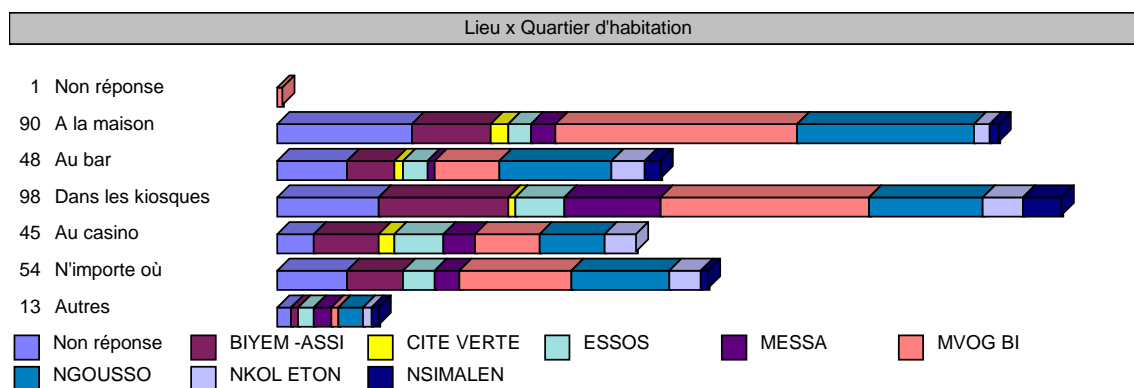 Lieu x Quartier d'habitation
1 Non réponse
90 A la maison
48 Au bar
98 Dans les kiosques
45 Au casino
54 N'importe où
13 Autres
Non réponse BIYEM -ASSI CITE VERTE ESSOS MESSA MVOG BI
NGOUSSO NKOL ETON NSIMALEN